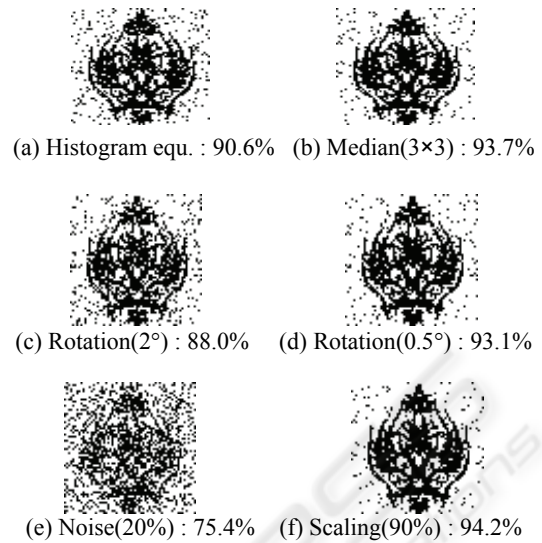 (a) Histogram equ. : 90.6% (b) Median(3×3) : 93.7%
(c) Rotation(2°) : 88.0% (d) Rotation(0.5°) : 93.1%
(e) Noise(20%) : 75.4% (f) Scaling(90%) : 94.2%